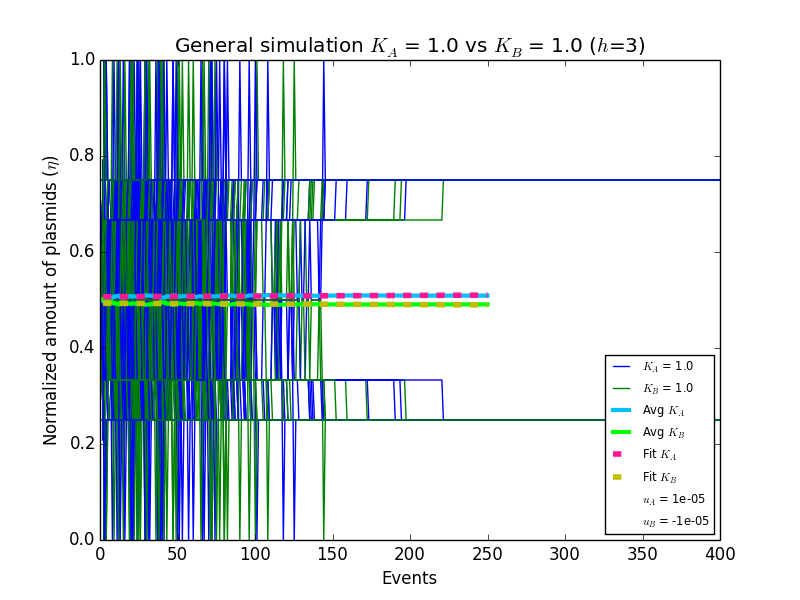 General simulation K_A = 1.0 vs K_B = 1.0 (h=3)
Normalized amount of plasmids (η)
1.0
0.8
0.6
0.4
0.2
0.0
0 50 100 150 200 250 300 350 400
Events
K_A = 1.0
K_B = 1.0
Avg K_A
Avg K_B
Fit K_A
Fit K_B
u_A = 1e-05
u_B = -1e-05